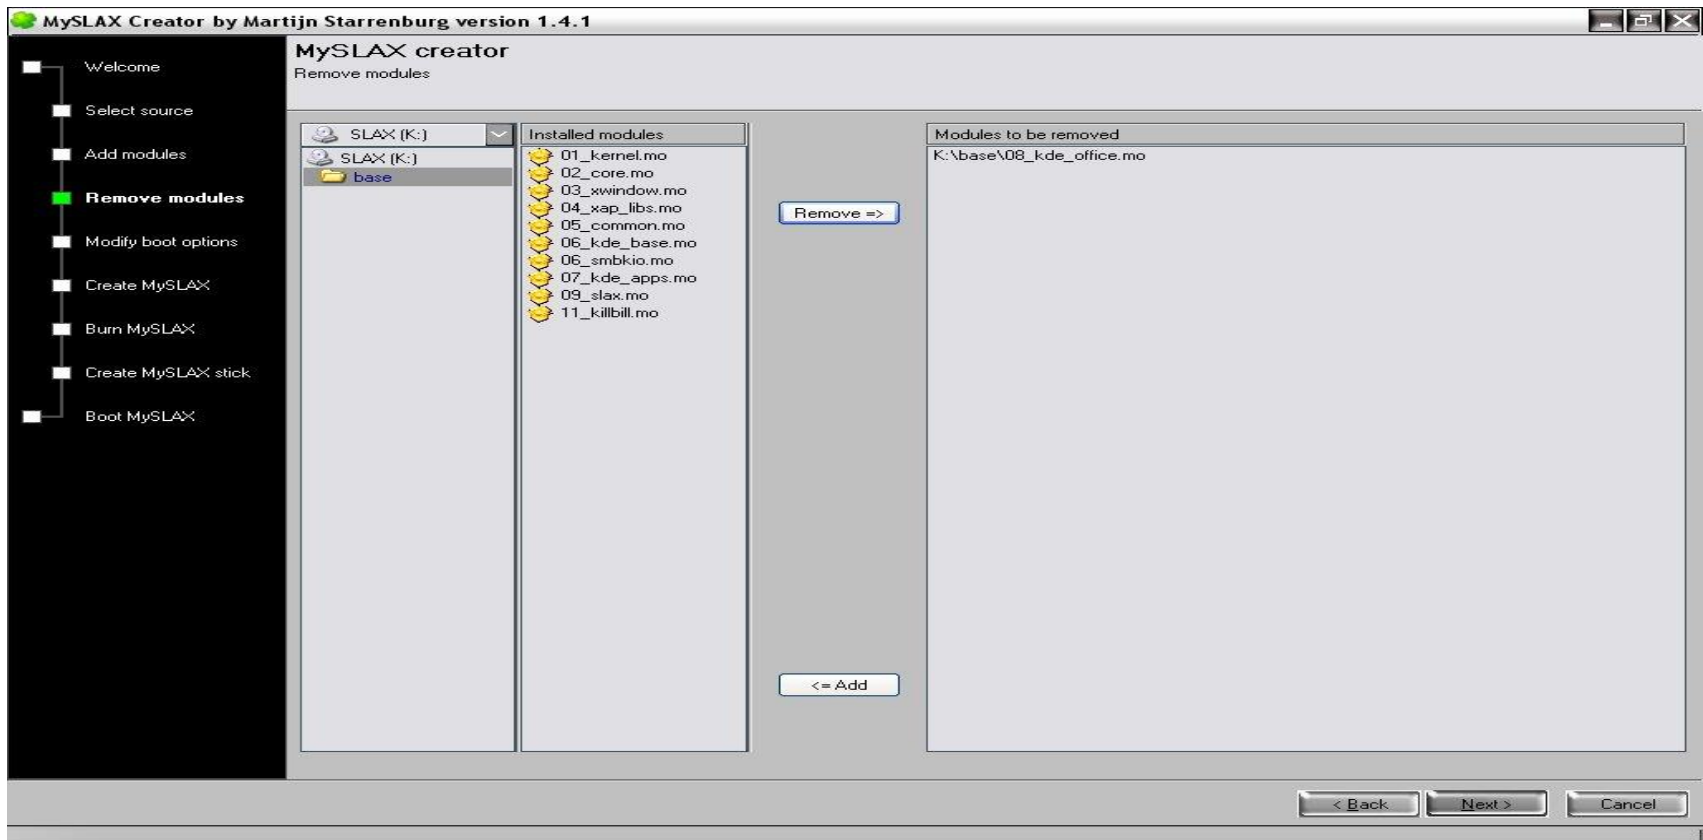 MySLAX Creator by Martijn Starrenburg version 1.4.1
MySLAX creator
Remove modules
Welcome
Select source
Add modules
Remove modules
Modify boot options
Create MySLAX
Burn MySLAX
Create MySLAX stick
Boot MySLAX
SLAX (K:)
SLAX (K:)
base
Installed modules
01_kernel.mo
02_core.mo
03_xwindow.mo
04_xap_libs.mo
05_common.mo
06_kde_base.mo
06_smbkio.mo
07_kde_apps.mo
09_slax.mo
11_killbill.mo
Remove =>
<= Add
Modules to be removed
K:\base\08_kde_office.mo
< Back
Next >
Cancel